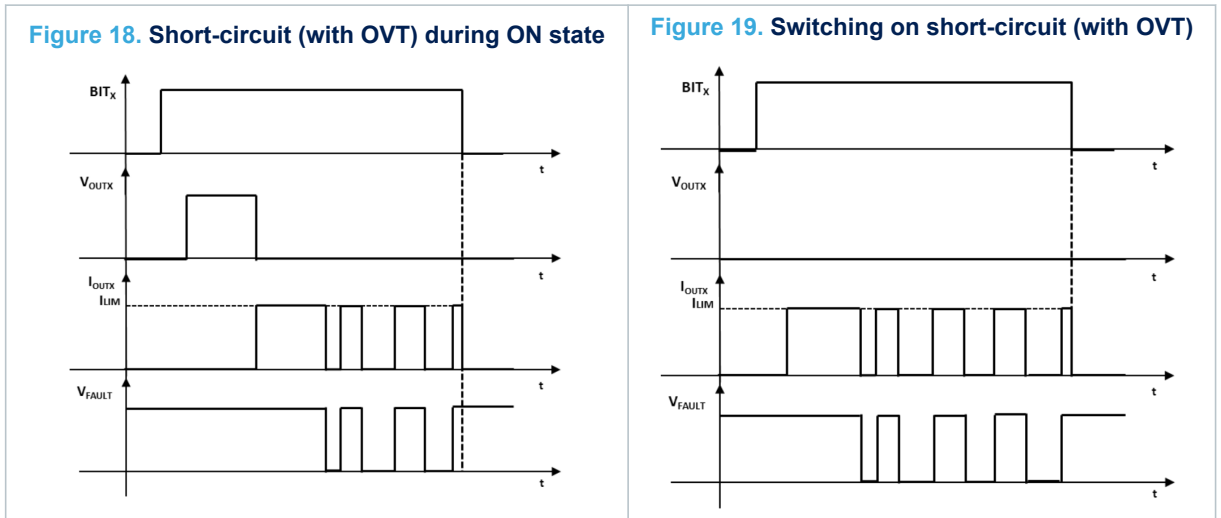 Figure 18. Short-circuit (with OVT) during ON state
BITX
t
VOUTX
t
IOUTX
ILIM
t
VFAULT
t
Figure 19. Switching on short-circuit (with OVT)
BITX
t
VOUTX
t
IOUTX
ILIM
t
VFAULT
t